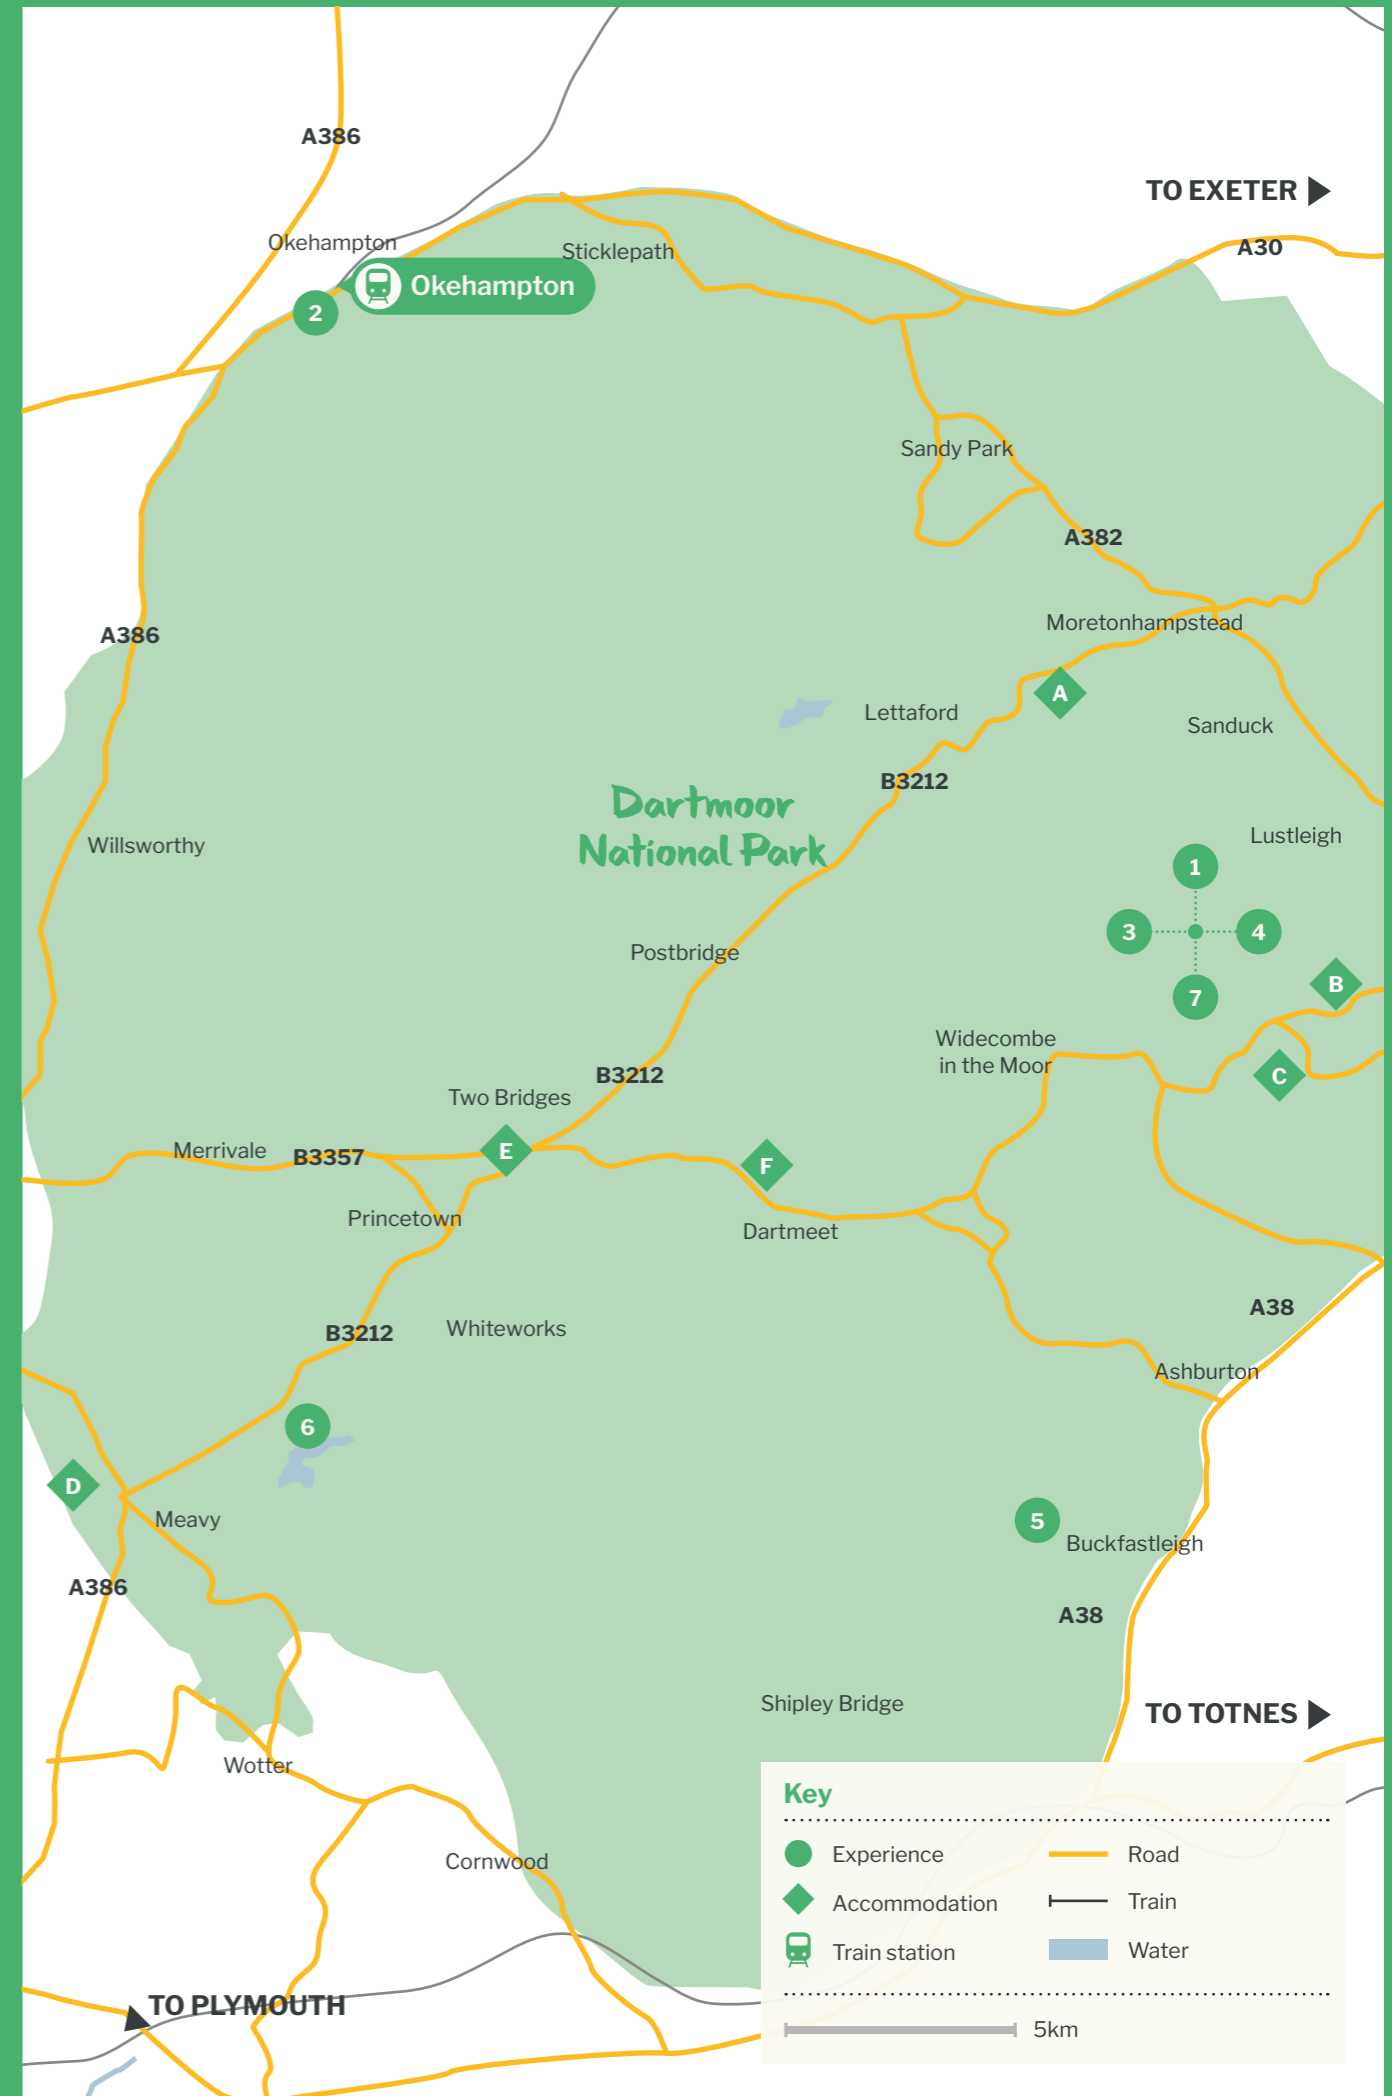 A386
TO EXETER
Okehampton
A30
Sticklepath
Okehampton
2
Sandy Park
A382
Moretonhampstead
A386
A
Lettaford
Sanduck
B3212
Dartmoor
National Park
Willsworthy
Lustleigh
1
3
4
7
Postbridge
B
Widecombe
in the Moor
B3212
C
Two Bridges
Merrivale
B3357
E
F
Princetown
Dartmeet
A38
B3212
Whiteworks
Ashburton
6
D
Meavy
5
Buckfastleigh
A386
A38
Shipley Bridge
TO TOTNES
Wotter
Key
Experience
Road
Accommodation
Train
Train station
Water
5km
Cornwood
TO PLYMOUTH